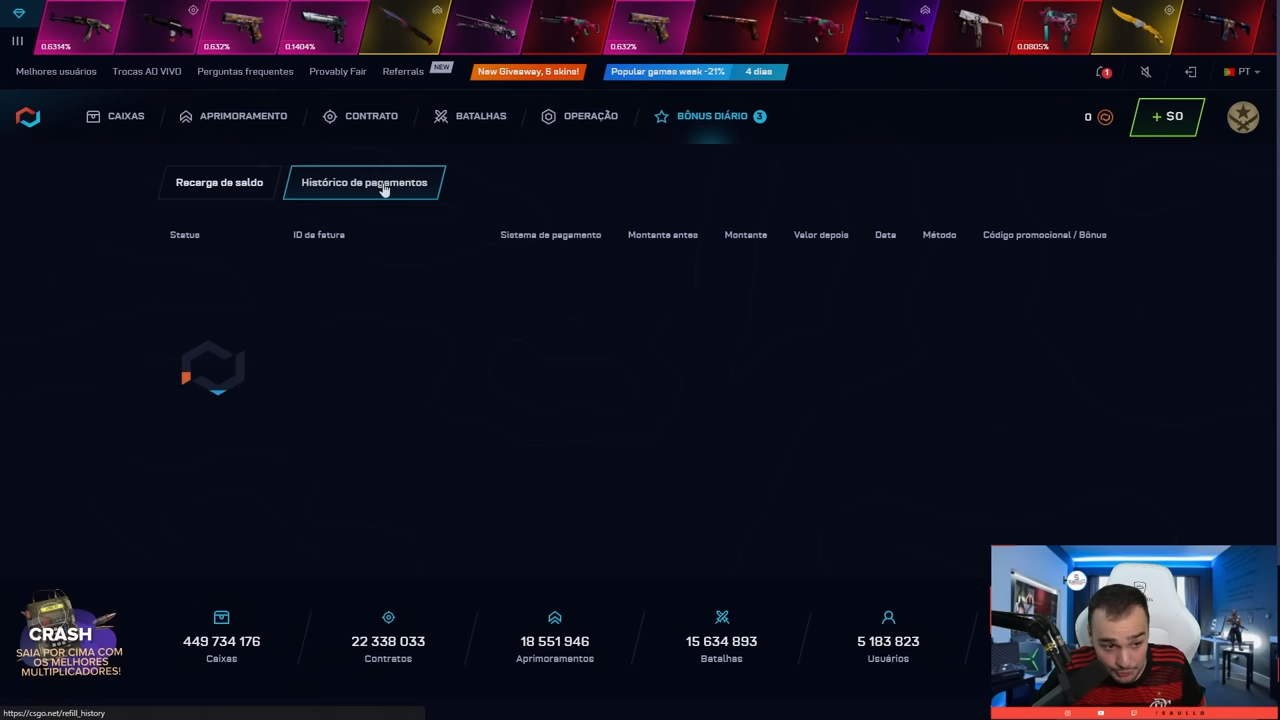 0.6314%
0.632%
0.1404%
0.632%
0.0805%
Melhores usuários
Trocas AO VIVO
Perguntas frequentes
Provably Fair
Referrals
NEW
New Giveaway, 6 skins!
Popular games week -21%
4 dias
1
PT
CAIXAS
APRIMORAMENTO
CONTRATO
BATALHAS
OPERAÇÃO
BÔNUS DIÁRIO
3
0
+ $0
Recarga de saldo
Histórico de pagamentos
Status
ID da fatura
Sistema de pagamento
Montante antes
Montante
Valor depois
Data
Método
Código promocional / Bônus
CRASH
SAIA POR CIMA COM
OS MELHORES
MULTIPLICADORES!
449 734 176
Caixas
22 338 033
Contratos
18 551 946
Aprimoramentos
15 634 893
Batalhas
5 183 823
Usuários
https://csgo.net/refill_history